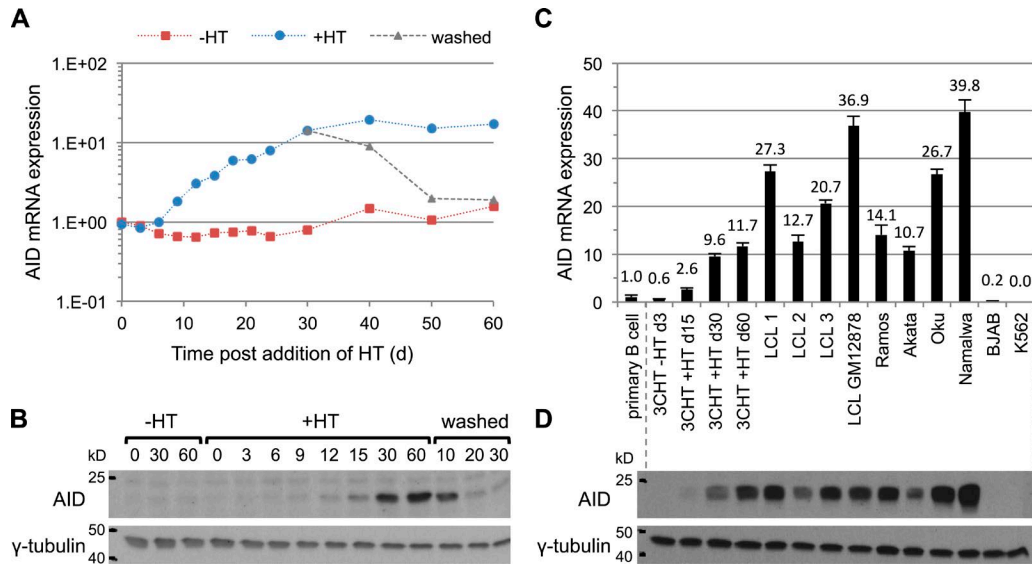 A
-HT +HT washed
1.E+02
1.E+01
1.E+00
1.E-01
AID mRNA expression
0 10 20 30 40 50 60
Time post addition of HT (d)
B
-HT +HT washed
kD 0 30 60 0 3 6 9 12 15 30 60 10 20 30
25
AID
50
γ-tubulin
40
C
50
40
30
20
10
0
AID mRNA expression
1.0 0.6 2.6 9.6 11.7 27.3 12.7 20.7 36.9 14.1 10.7 26.7 39.8 0.2 0.0
primary B cell
3CHT -HT d3
3CHT +HT d15
3CHT +HT d30
3CHT +HT d60
LCL 1
LCL 2
LCL 3
LCL GM12878
Ramos
Akata
Oku
Namalwa
BJAB
K562
D
kD
25
AID
50
γ-tubulin
40